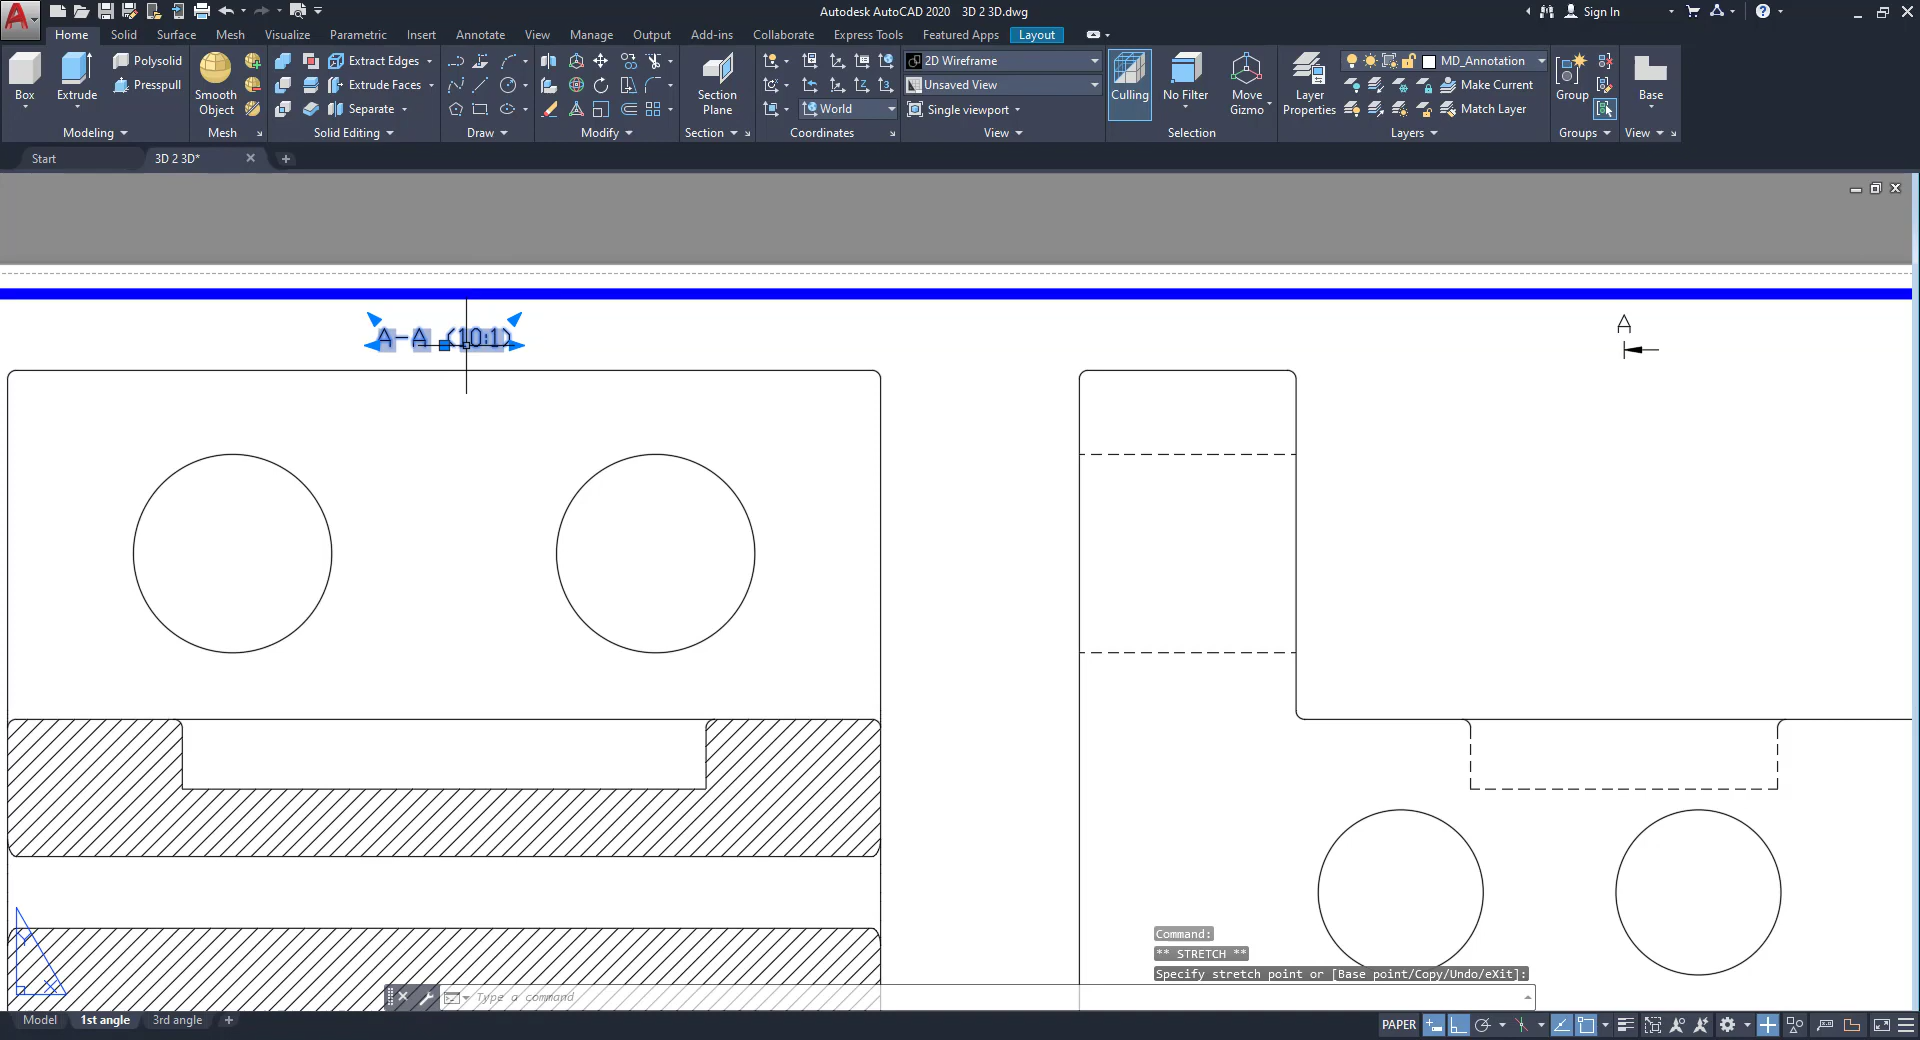 Autodesk AutoCAD 2020 3D 2 3D.dwg
Sign In
Home Solid Surface Mesh Visualize Parametric Insert Annotate View Manage Output Add-ins Collaborate Express Tools Featured Apps Layout
Box
Extrude
Polysolid
Presspull
Modeling
Smooth
Object
Mesh
Extract Edges
Extrude Faces
Separate
Solid Editing
Draw
Modify
Section
Plane
Section
World
Coordinates
2D Wireframe
Unsaved View
Single viewport
View
Culling
No Filter
Move
Gizmo
Selection
Layer
Properties
MD_Annotation
Make Current
Match Layer
Layers
Group
Groups
Base
View
Start
3D 2 3D*
A-A (10:1)
A
Y
X
Command:
** STRETCH **
Specify stretch point or [Base point/Copy/Undo/eXit]:
Type a command
Model 1st angle 3rd angle
PAPER